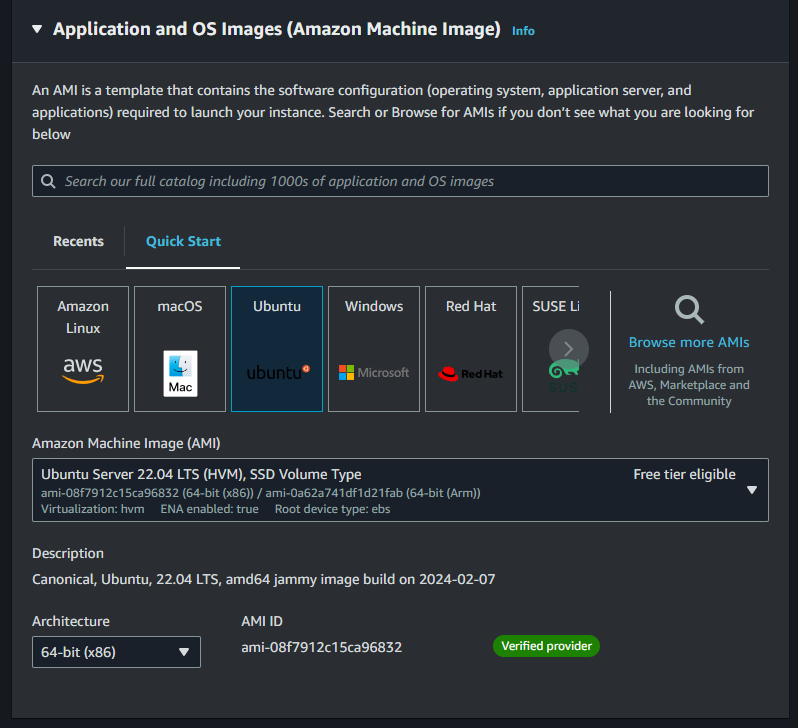 Application and OS Images (Amazon Machine Image) Info
An AMI is a template that contains the software configuration (operating system, application server, and
applications) required to launch your instance. Search or Browse for AMIs if you don't see what you are looking for
below
Search our full catalog including 1000s of application and OS images
Recents
Quick Start
Amazon
Linux
aws
macOS
Mac
Ubuntu
ubuntu
Windows
Microsoft
Red Hat
Red Hat
SUSE Li
SUS
Browse more AMIs
Including AMIs from
AWS, Marketplace and
the Community
Amazon Machine Image (AMI)
Ubuntu Server 22.04 LTS (HVM), SSD Volume Type
Free tier eligible
ami-08f7912c15ca96832 (64-bit (x86)) / ami-0a62a741df1d21fab (64-bit (Arm))
Virtualization: hvm ENA enabled: true Root device type: ebs
Description
Canonical, Ubuntu, 22.04 LTS, amd64 jammy image build on 2024-02-07
Architecture
64-bit (x86)
AMI ID
ami-08f7912c15ca96832
Verified provider